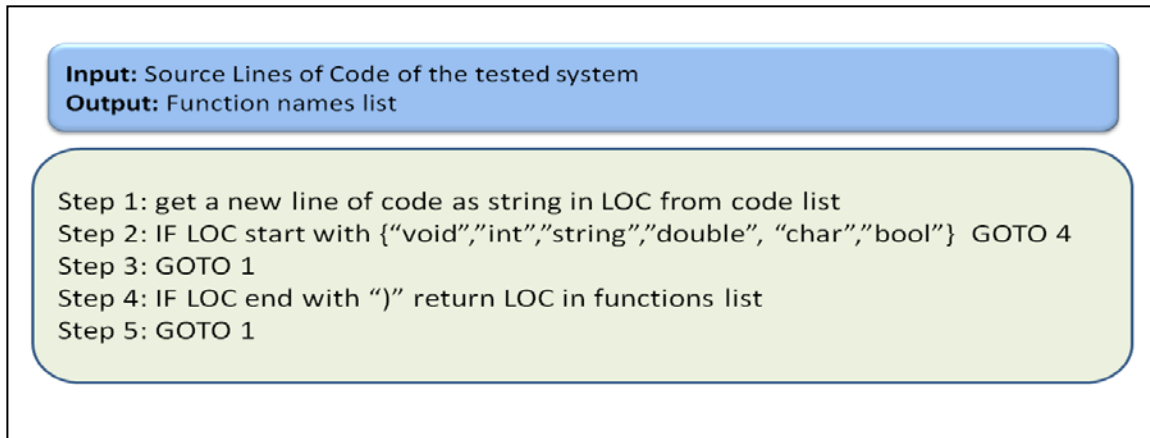 Input: Source Lines of Code of the tested system
Output: Function names list
Step 1: get a new line of code as string in LOC from code list
Step 2: IF LOC start with {“void”,”int”,”string”,”double”, “char”,”bool”}  GOTO 4
Step 3: GOTO 1
Step 4: IF LOC end with “)” return LOC in functions list
Step 5: GOTO 1